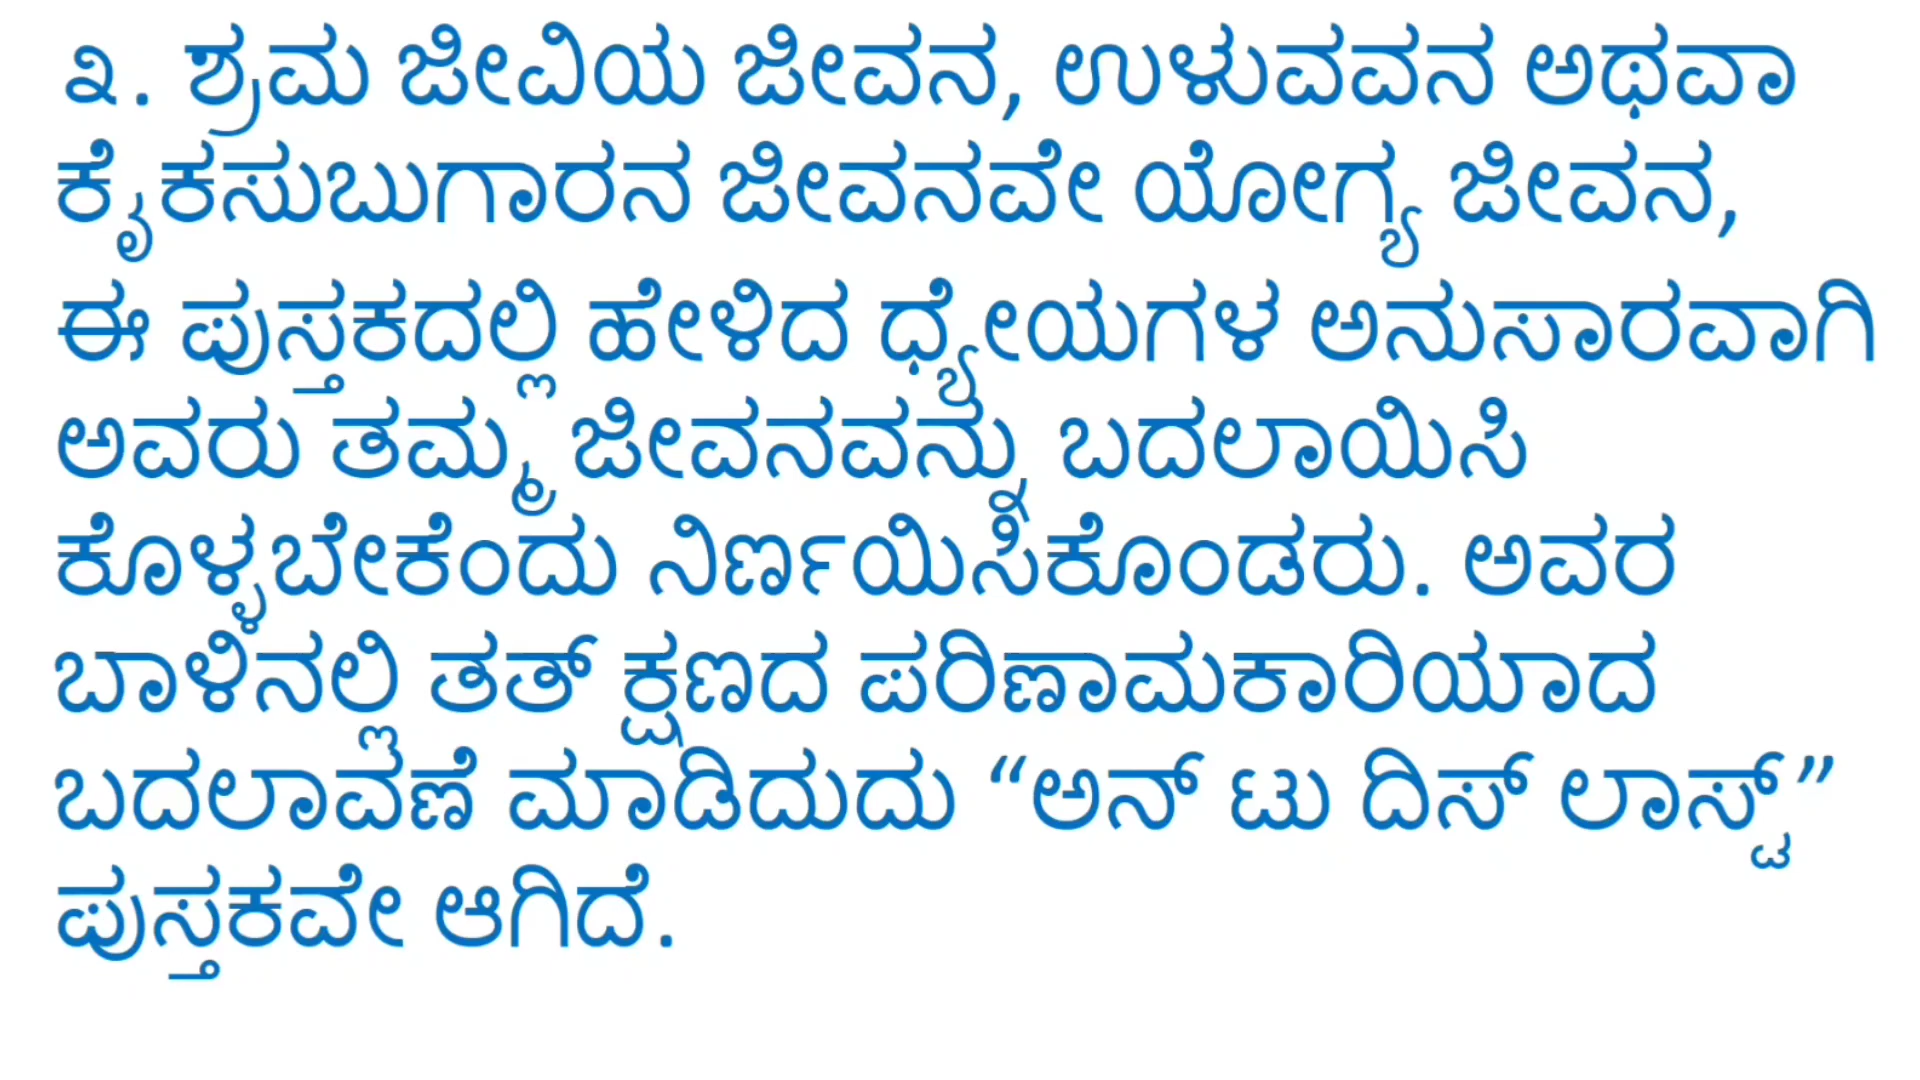 ೩. ಶ್ರಮ ಜೀವಿಯ ಜೀವನ, ಉಳುವವನ ಅಥವಾ
ಕೈಕಸುಬುಗಾರನ ಜೀವನವೇ ಯೋಗ್ಯ ಜೀವನ,
ಈ ಪುಸ್ತಕದಲ್ಲಿ ಹೇಳಿದ ಧ್ಯೇಯಗಳ ಅನುಸಾರವಾಗಿ
ಅವರು ತಮ್ಮ ಜೀವನವನ್ನು ಬದಲಾಯಿಸಿ
ಕೊಳ್ಳಬೇಕೆಂದು ನಿರ್ಣಯಿಸಿಕೊಂಡರು. ಅವರ
ಬಾಳಿನಲ್ಲಿ ತತ್ ಕ್ಷಣದ ಪರಿಣಾಮಕಾರಿಯಾದ
ಬದಲಾವಣೆ ಮಾಡಿದುದು “ಅನ್ ಟು ದಿಸ್ ಲಾಸ್ಟ್”
ಪುಸ್ತಕವೇ ಆಗಿದೆ.